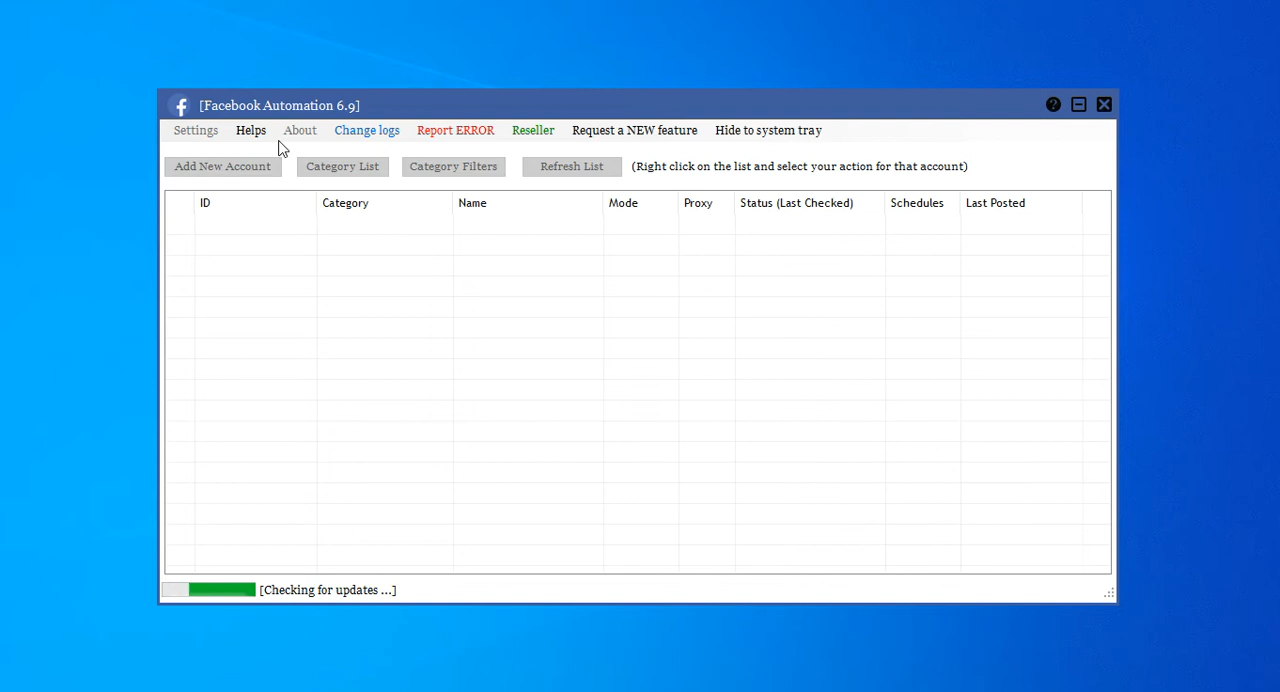 [Facebook Automation 6.9]
Settings Helps About Change logs Report ERROR Reseller Request a NEW feature Hide to system tray
Add New Account Category List Category Filters Refresh List (Right click on the list and select your action for that account)
ID Category Name Mode Proxy Status (Last Checked) Schedules Last Posted
[Checking for updates ...]